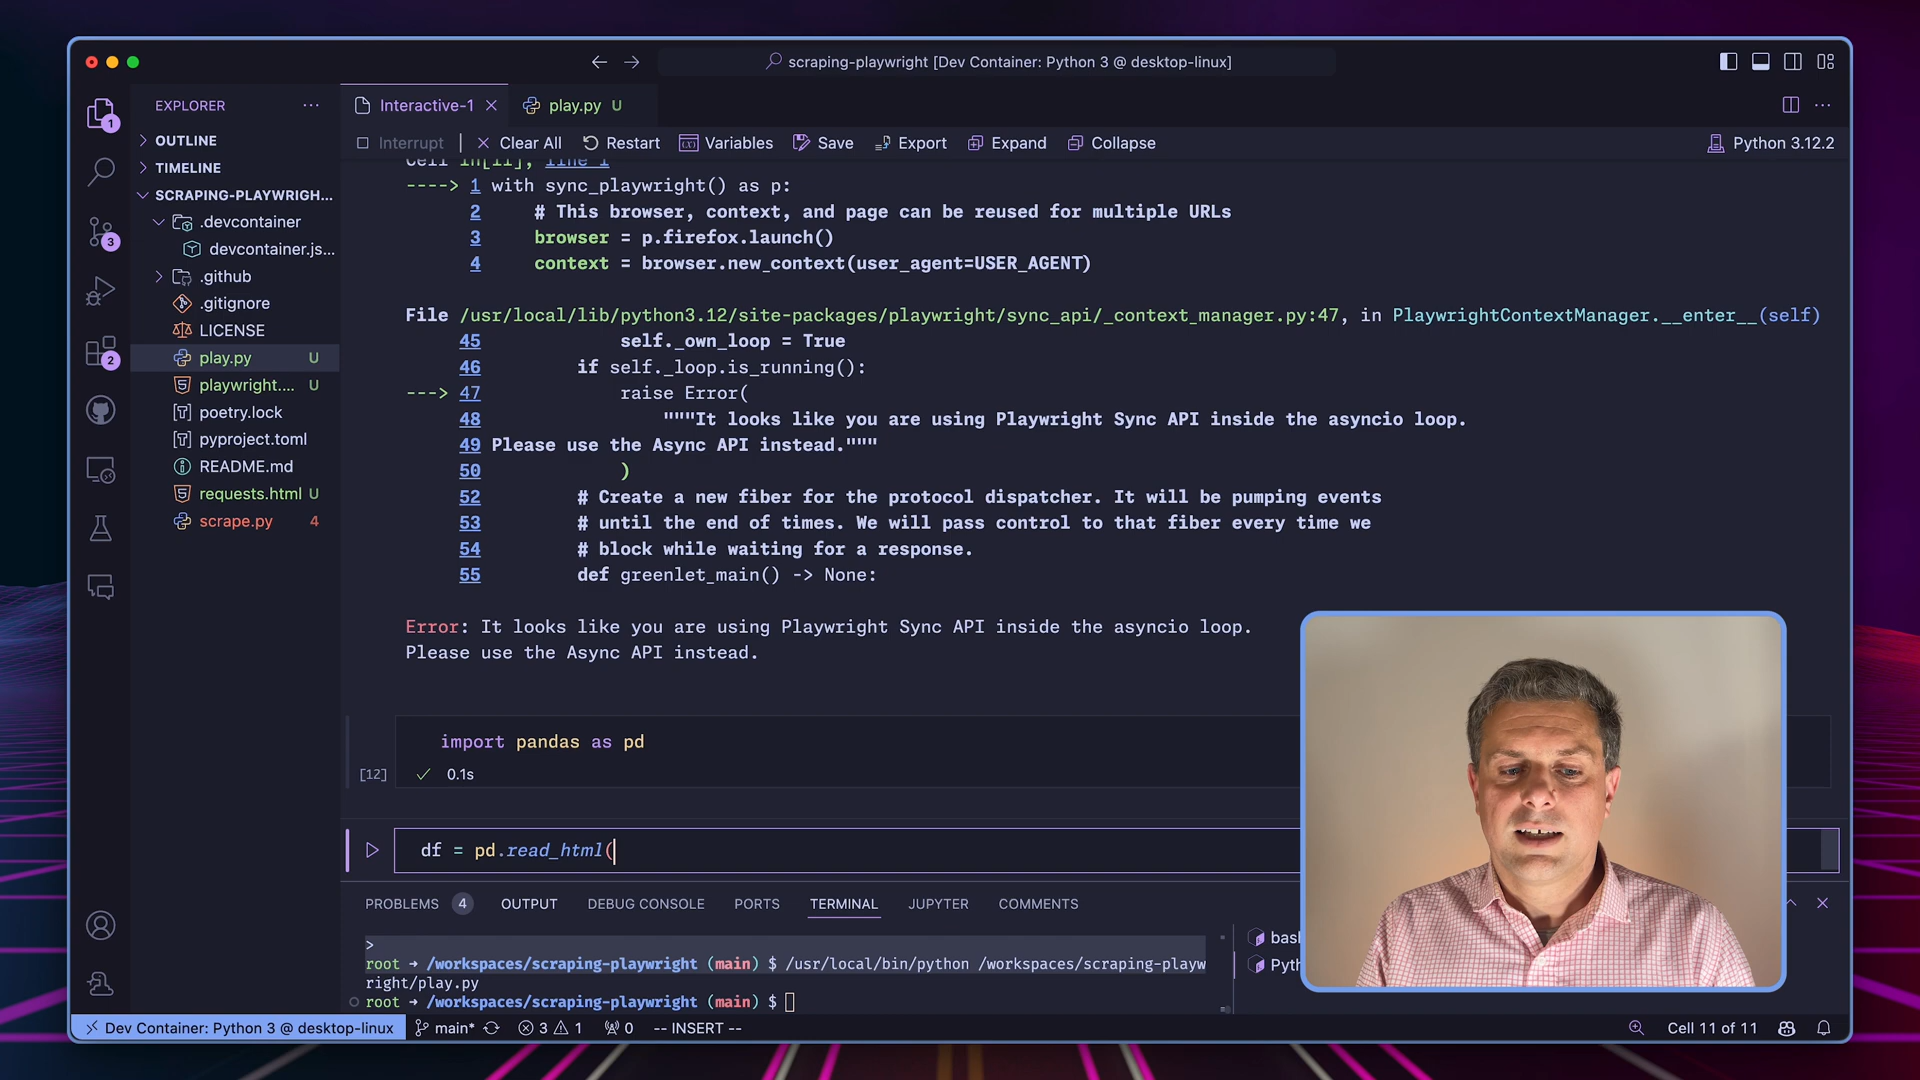 scraping-playwright [Dev Container: Python 3 @ desktop-linux]
EXPLORER
Interactive-1
play.py U
1
OUTLINE
TIMELINE
SCRAPING-PLAYWRIGH...
.devcontainer
devcontainer.js...
.github
.gitignore
LICENSE
play.py U
playwright.... U
poetry.lock
pyproject.toml
README.md
requests.html U
scrape.py 4
3
2
Interrupt
Clear All
Restart
Variables
Save
Export
Expand
Collapse
Python 3.12.2
Cell In[11], line 1
----> 1 with sync_playwright() as p:
2 # This browser, context, and page can be reused for multiple URLs
3 browser = p.firefox.launch()
4 context = browser.new_context(user_agent=USER_AGENT)
File /usr/local/lib/python3.12/site-packages/playwright/sync_api/_context_manager.py:47, in PlaywrightContextManager.__enter__(self)
45 self._own_loop = True
46 if self._loop.is_running():
---> 47 raise Error(
48 """It looks like you are using Playwright Sync API inside the asyncio loop.
49 Please use the Async API instead."""
50 )
52 # Create a new fiber for the protocol dispatcher. It will be pumping events
53 # until the end of times. We will pass control to that fiber every time we
54 # block while waiting for a response.
55 def greenlet_main() -> None:
Error: It looks like you are using Playwright Sync API inside the asyncio loop.
Please use the Async API instead.
import pandas as pd
[12] ✓ 0.1s
df = pd.read_html(
PROBLEMS 4
OUTPUT
DEBUG CONSOLE
PORTS
TERMINAL
JUPYTER
COMMENTS
>
root → /workspaces/scraping-playwright (main) $ /usr/local/bin/python /workspaces/scraping-playw
right/play.py
root → /workspaces/scraping-playwright (main) $
bas
Pyt
Dev Container: Python 3 @ desktop-linux
main*
3
1
0
-- INSERT --
Cell 11 of 11